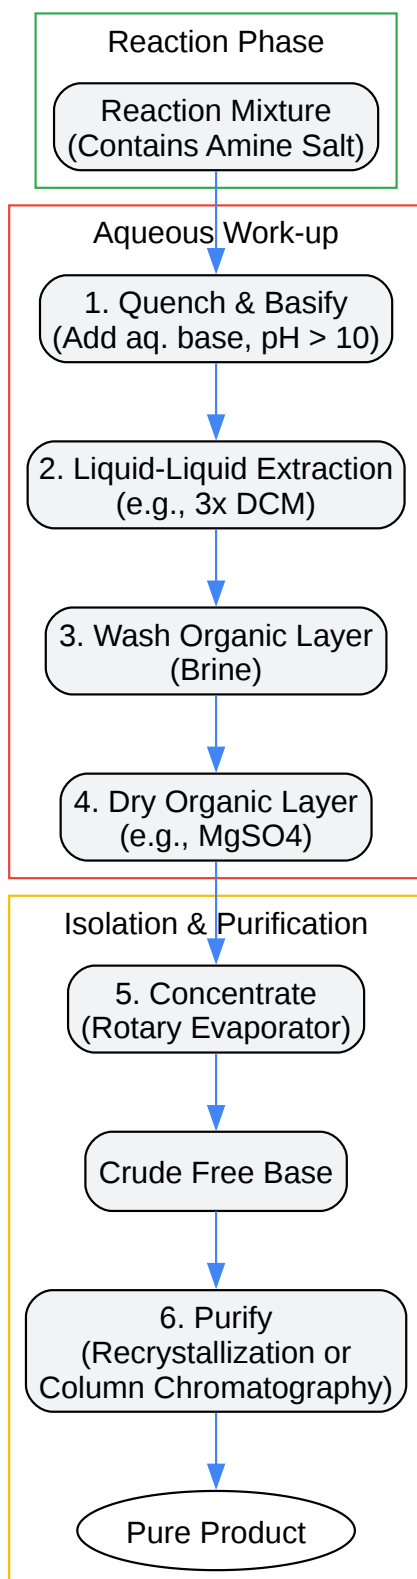 Reaction Phase
Reaction Mixture
(Contains Amine Salt)
Aqueous Work-up
1. Quench & Basify
(Add aq. base, pH > 10)
2. Liquid-Liquid Extraction
(e.g., 3x DCM)
3. Wash Organic Layer
(Brine)
4. Dry Organic Layer
(e.g., MgSO4)
Isolation & Purification
5. Concentrate
(Rotary Evaporator)
Crude Free Base
6. Purify
(Recrystallization or
Column Chromatography)
Pure Product